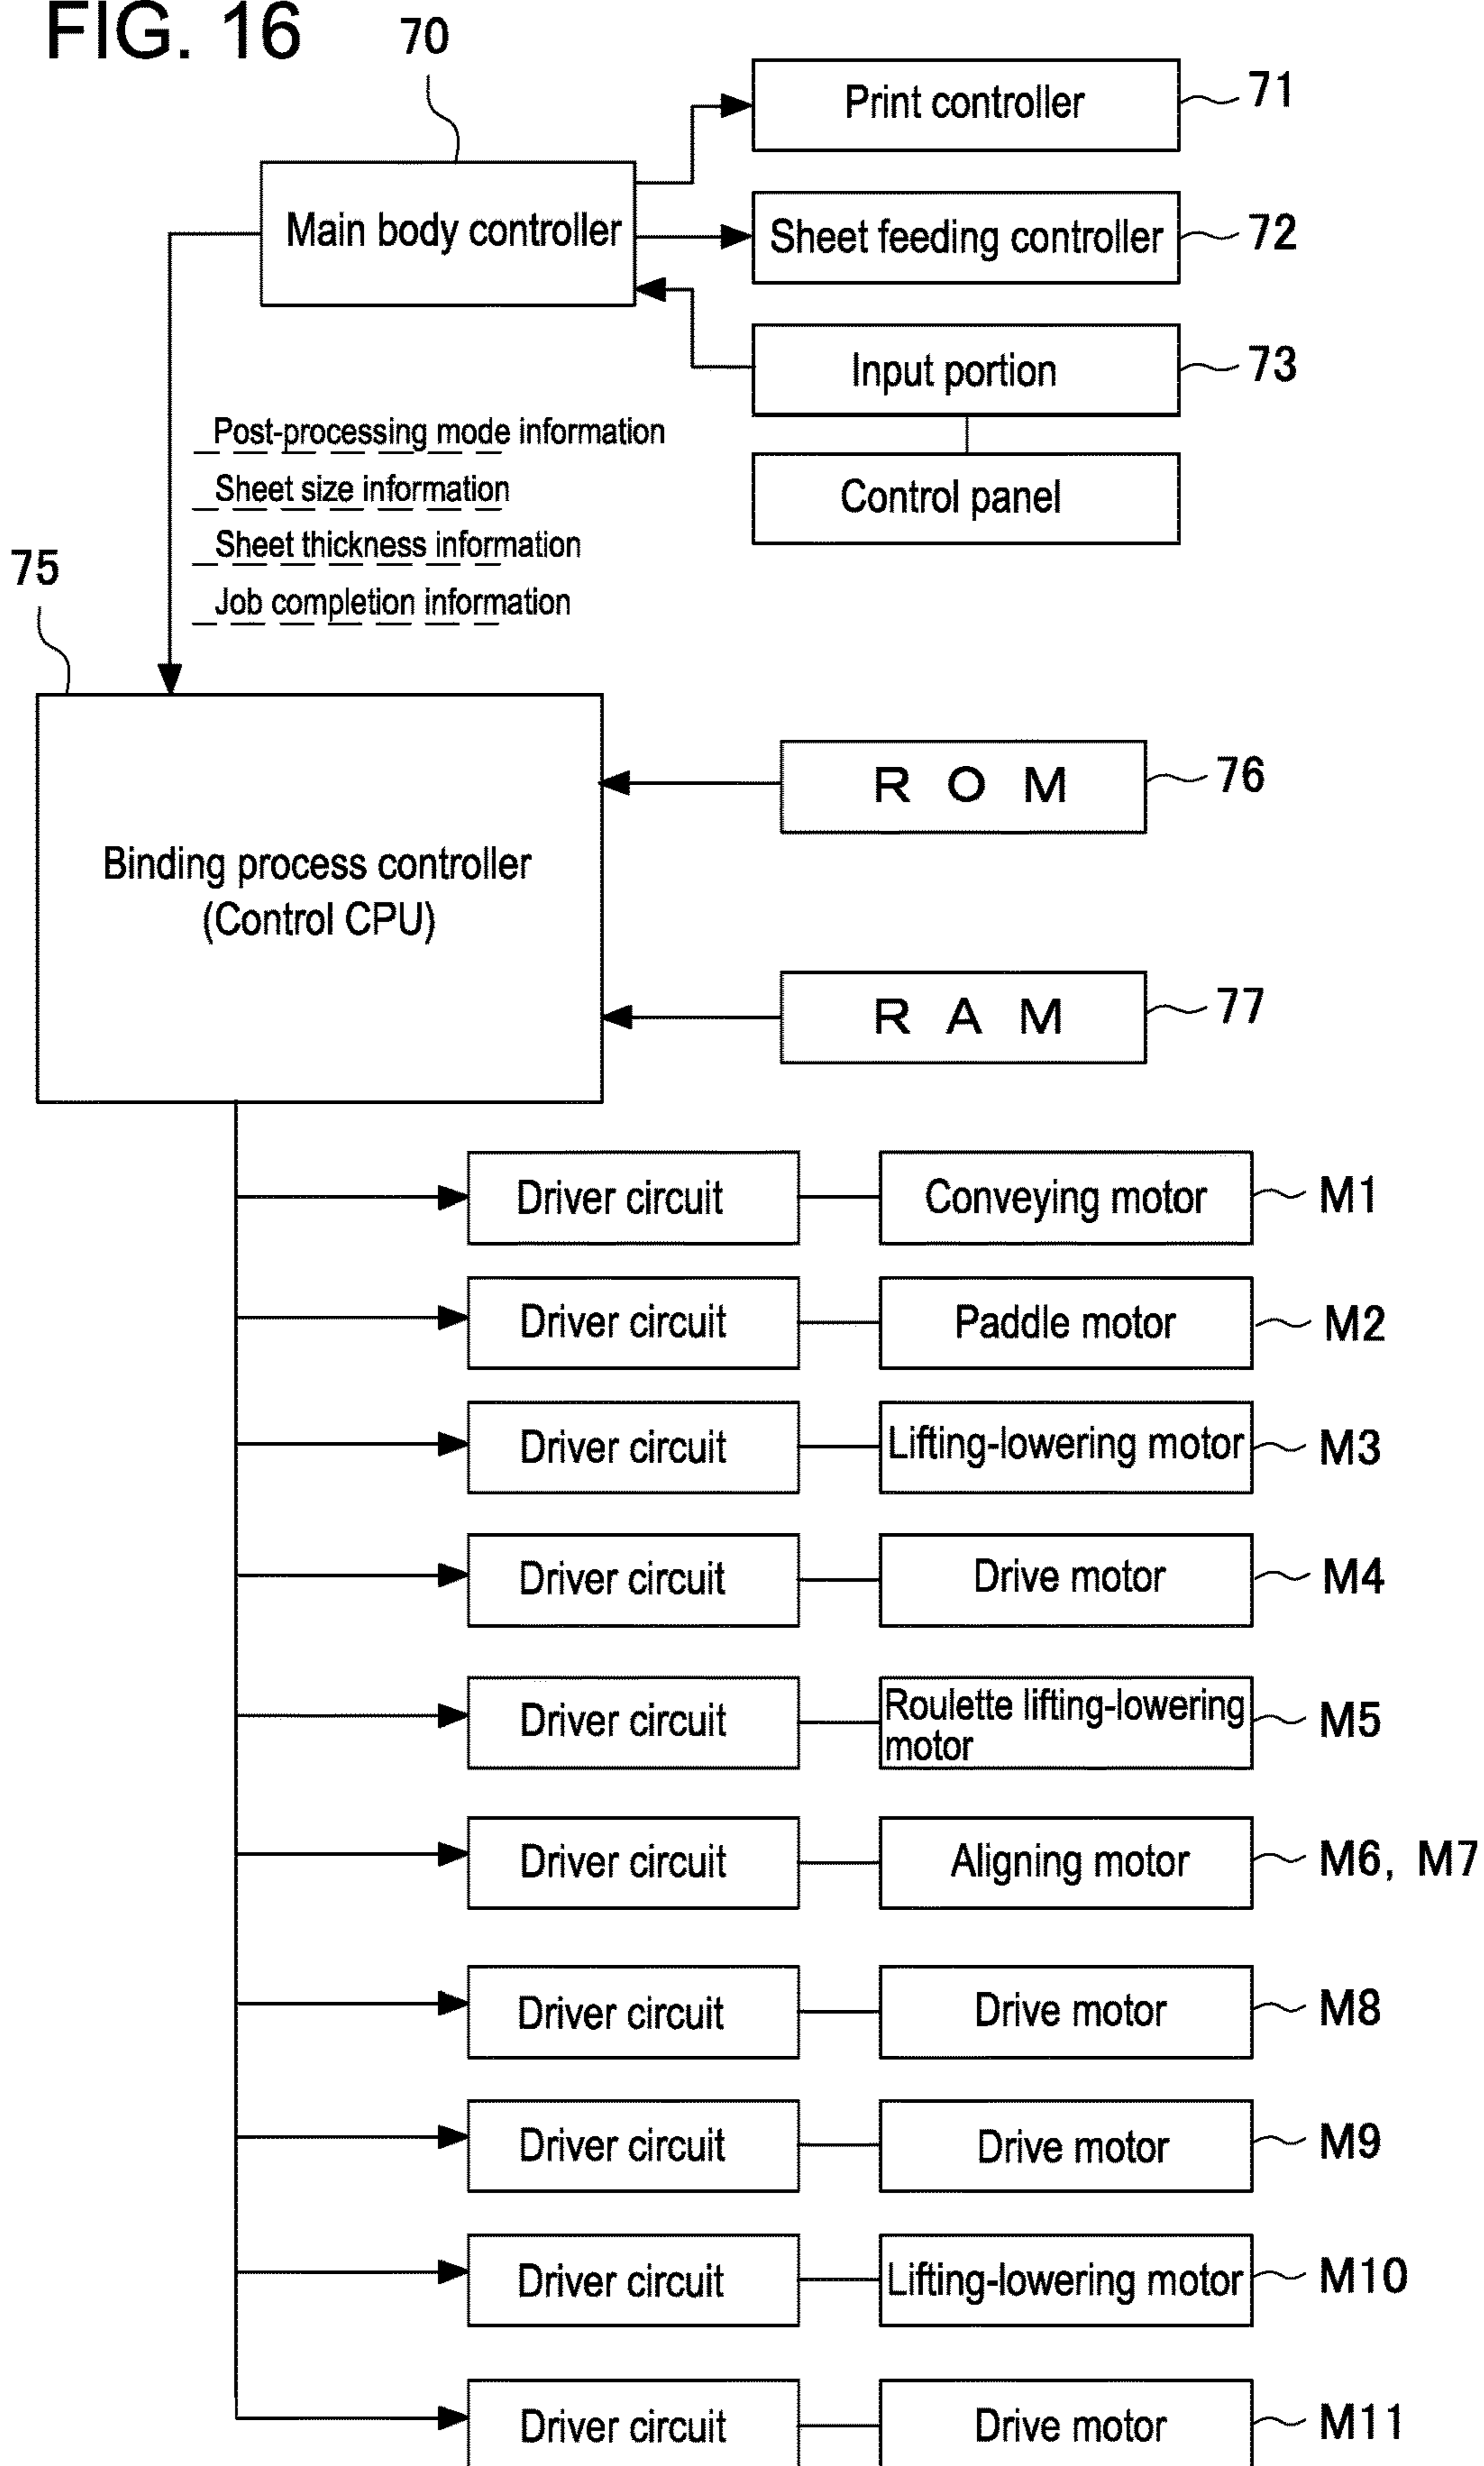 FIG. 16
70
Print controller
71
Main body controller
Sheet feeding controller
72
Input portion
73
Control panel
Post-processing mode information
Sheet size information
Sheet thickness information
Job completion information
75
Binding process controller
(Control CPU)
R O M
76
R A M
77
Driver circuit
Conveying motor
M1
Driver circuit
Paddle motor
M2
Driver circuit
Lifting-lowering motor
M3
Driver circuit
Drive motor
M4
Driver circuit
Roulette lifting-lowering
motor
M5
Driver circuit
Aligning motor
M6, M7
Driver circuit
Drive motor
M8
Driver circuit
Drive motor
M9
Driver circuit
Lifting-lowering motor
M10
Driver circuit
Drive motor
M11